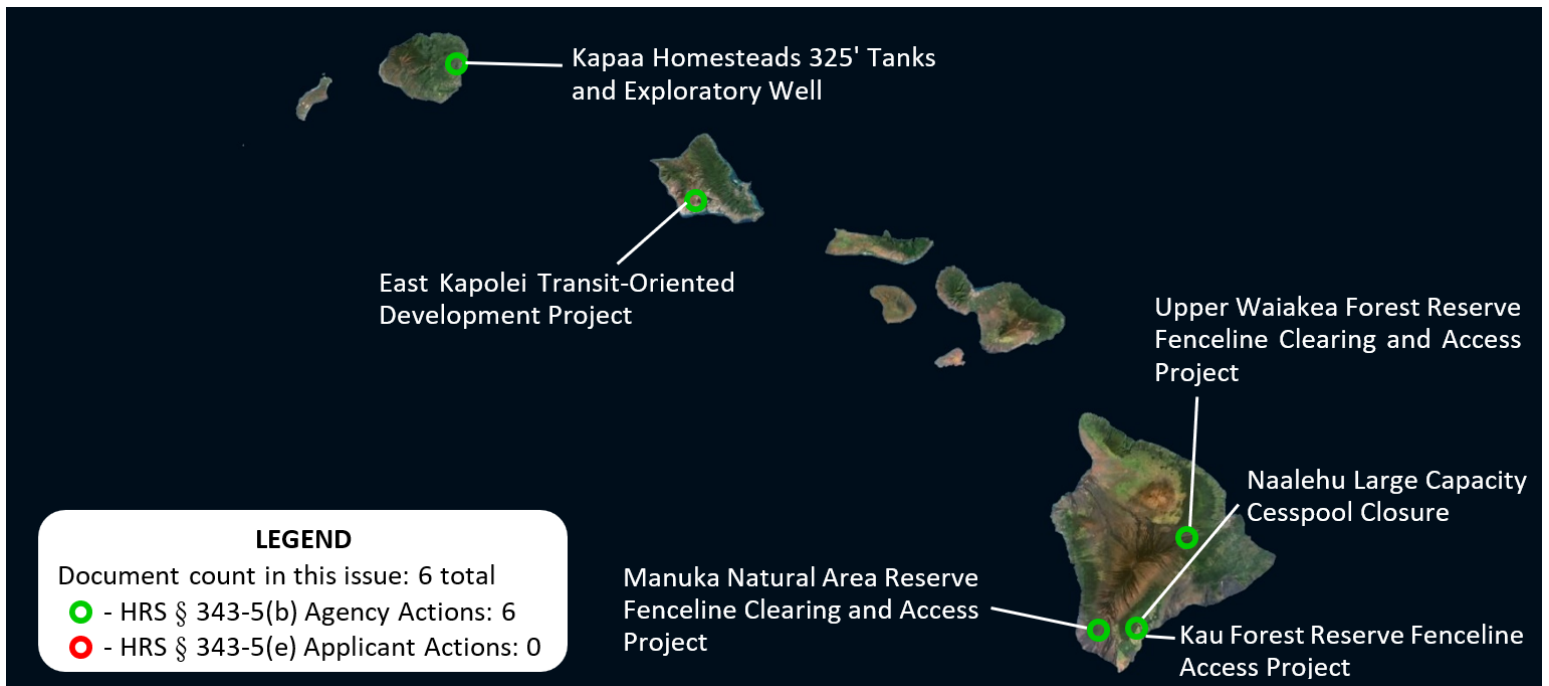 Kapaa Homesteads 325' Tanks
and Exploratory Well
East Kapolei Transit-Oriented
Development Project
Upper Waiakea Forest Reserve
Fenceline Clearing and Access
Project
Naalehu Large Capacity
Cesspool Closure
Manuka Natural Area Reserve
Fenceline Clearing and Access
Project
Kau Forest Reserve Fenceline
Access Project
LEGEND
Document count in this issue: 6 total
- HRS § 343-5(b) Agency Actions: 6
- HRS § 343-5(e) Applicant Actions: 0